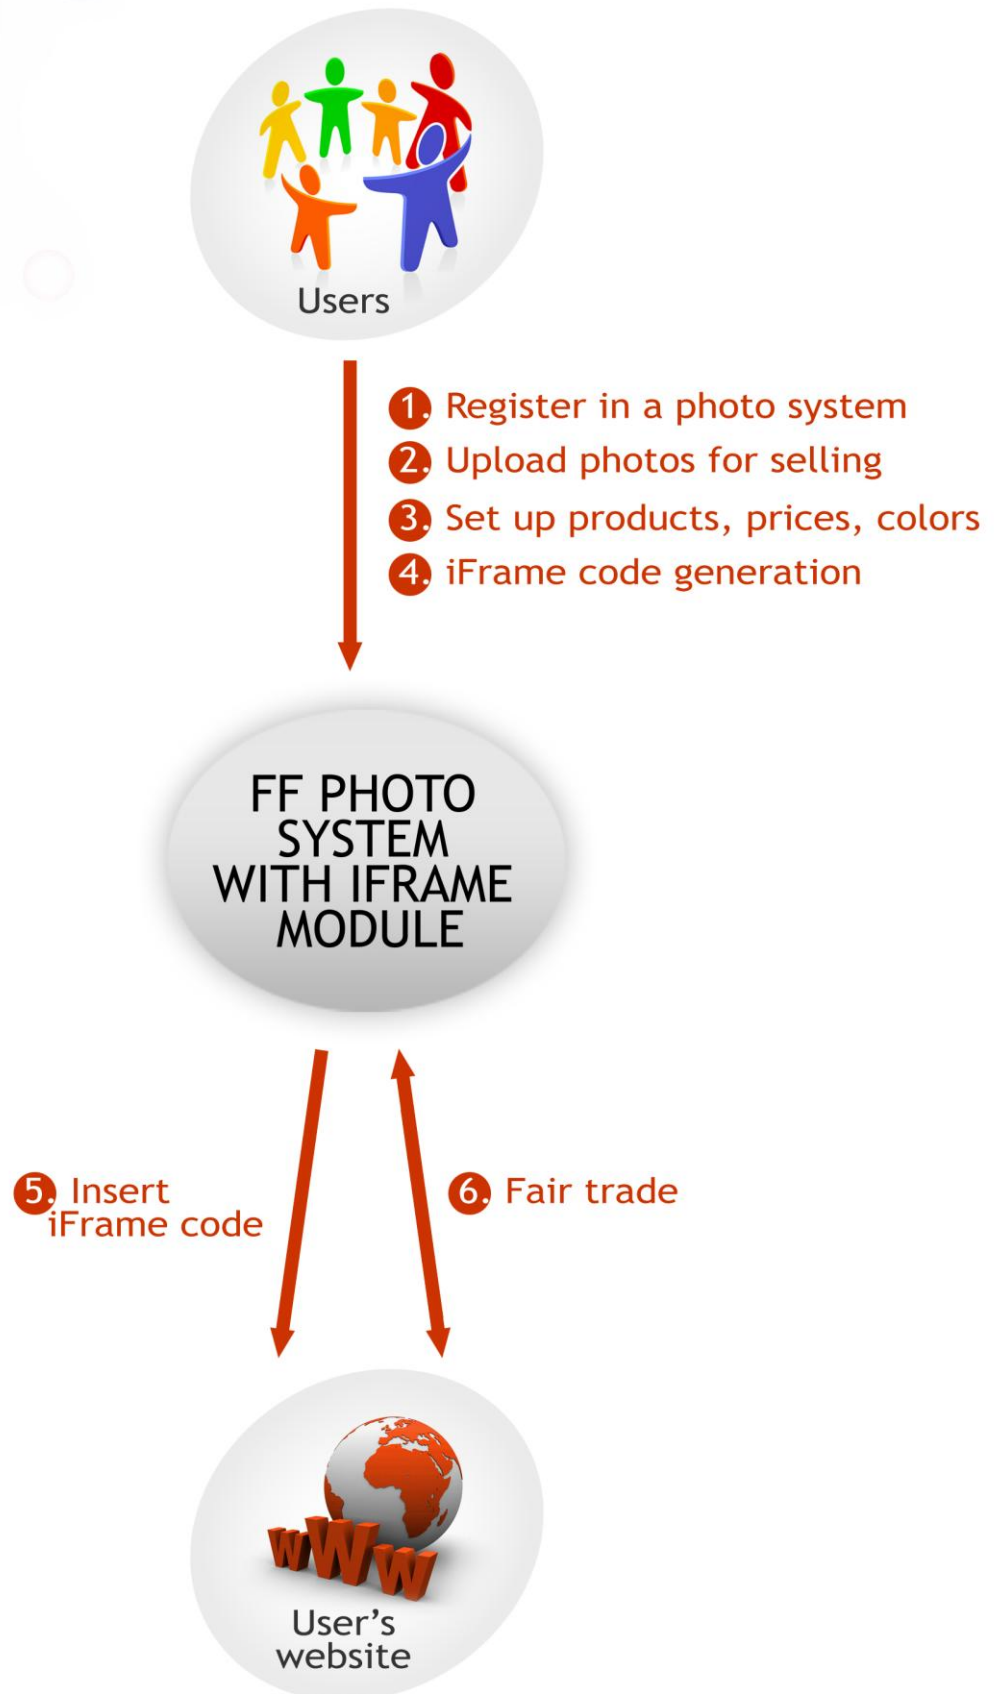 Users
1. Register in a photo system
2. Upload photos for selling
3. Set up products, prices, colors
4. iFrame code generation
FF PHOTO
SYSTEM
WITH IFRAME
MODULE
5. Insert
iFrame code
6. Fair trade
WWW
User's
website